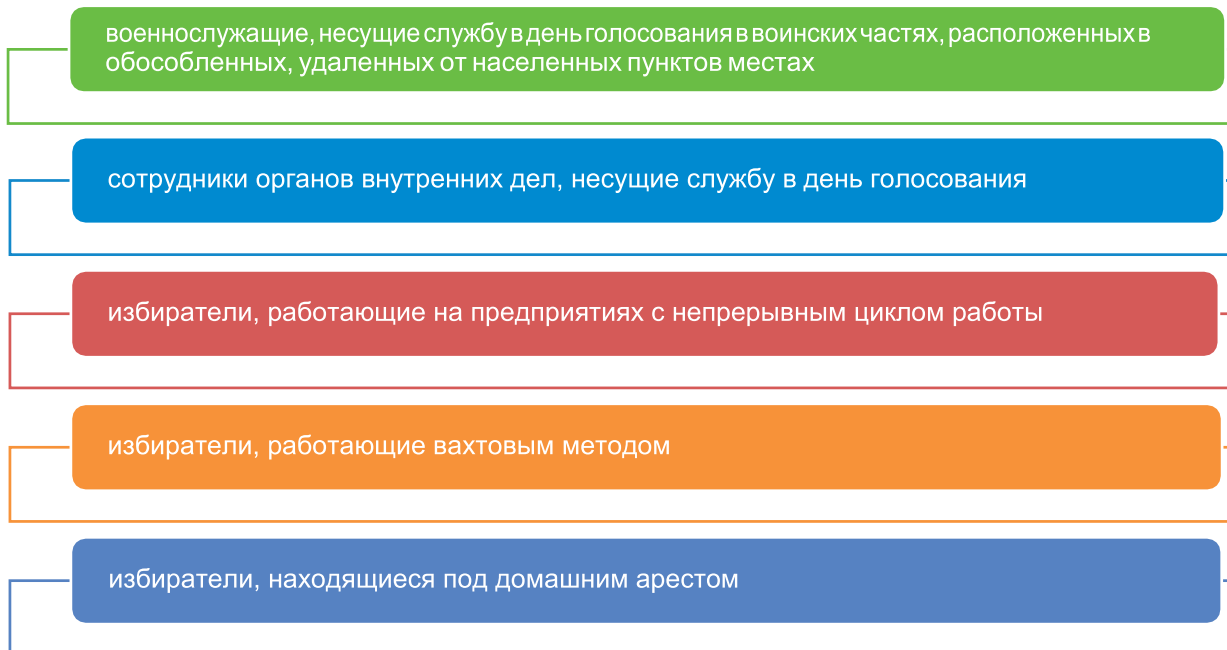 военнослужащие, несущие службу в день голосования в воинских частях, расположенных в
обособленных, удаленных от населенных пунктов местах
сотрудники органов внутренних дел, несущие службу в день голосования
избиратели, работающие на предприятиях с непрерывным циклом работы
избиратели, работающие вахтовым методом
избиратели, находящиеся под домашним арестом